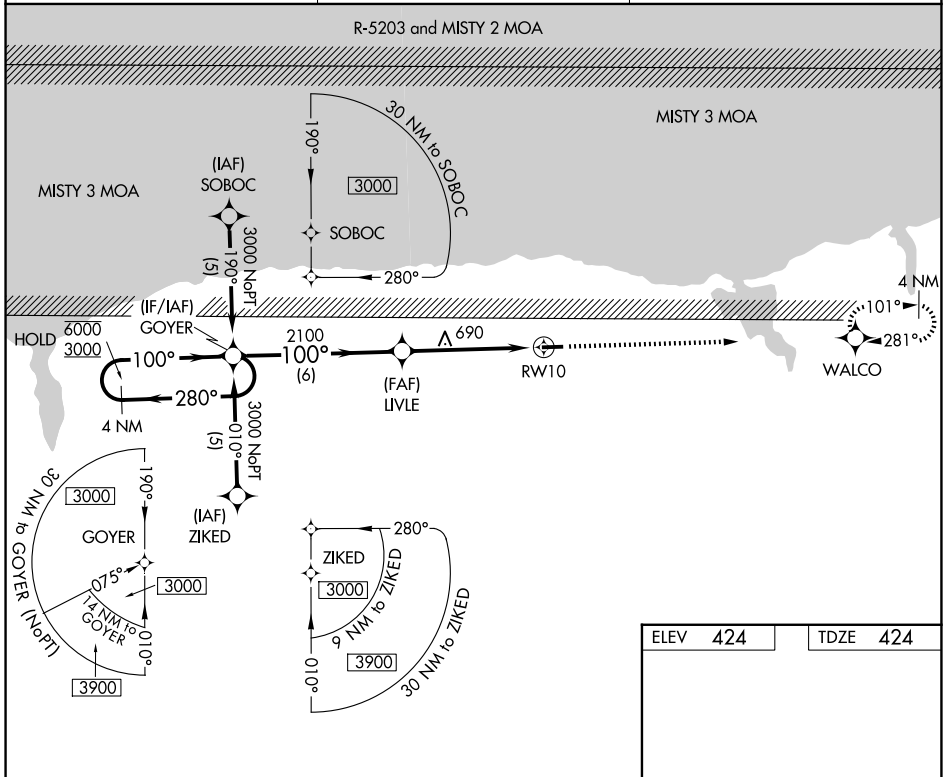 R-5203 and MISTY 2 MOA
MISTY 3 MOA
MISTY 3 MOA
30 NM to SOBOC
190°
3000
SOBOC
280°
(IAF)
SOBOC
3000 NoPT
190°
(5)
(IF/IAF)
GOYER
HOLD
6000
3000
100°
280°
4 NM
2100
100°
(6)
690
(FAF)
LIVLE
RW10
4 NM
101°
281°
WALCO
3000 NoPT
010°
(5)
(IAF)
ZIKED
30 NM to GOYER (NoPT)
3000
190°
GOYER
075°
3000
14 NM to
GOYER
010°
3900
280°
ZIKED
3000
9 NM to ZIKED
010°
3900
30 NM to ZIKED
ELEV 424
TDZE 424